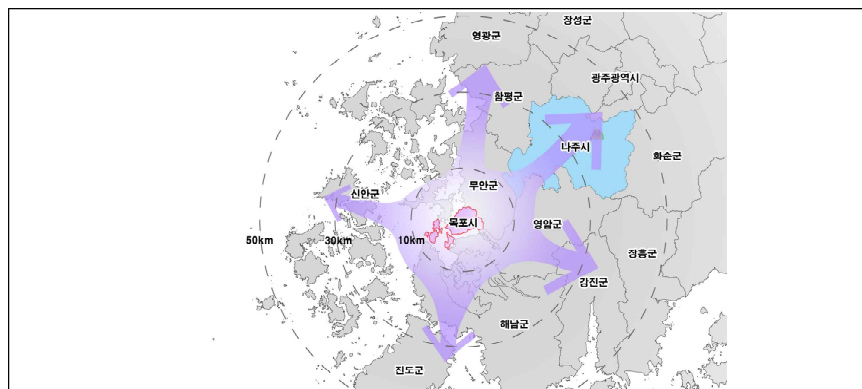 장성군
영광군
광주광역시
함평군
나주시
화순군
무안군
신안군
목포시
영암군
50km
30km
10km
장흥군
강진군
해남군
진도군